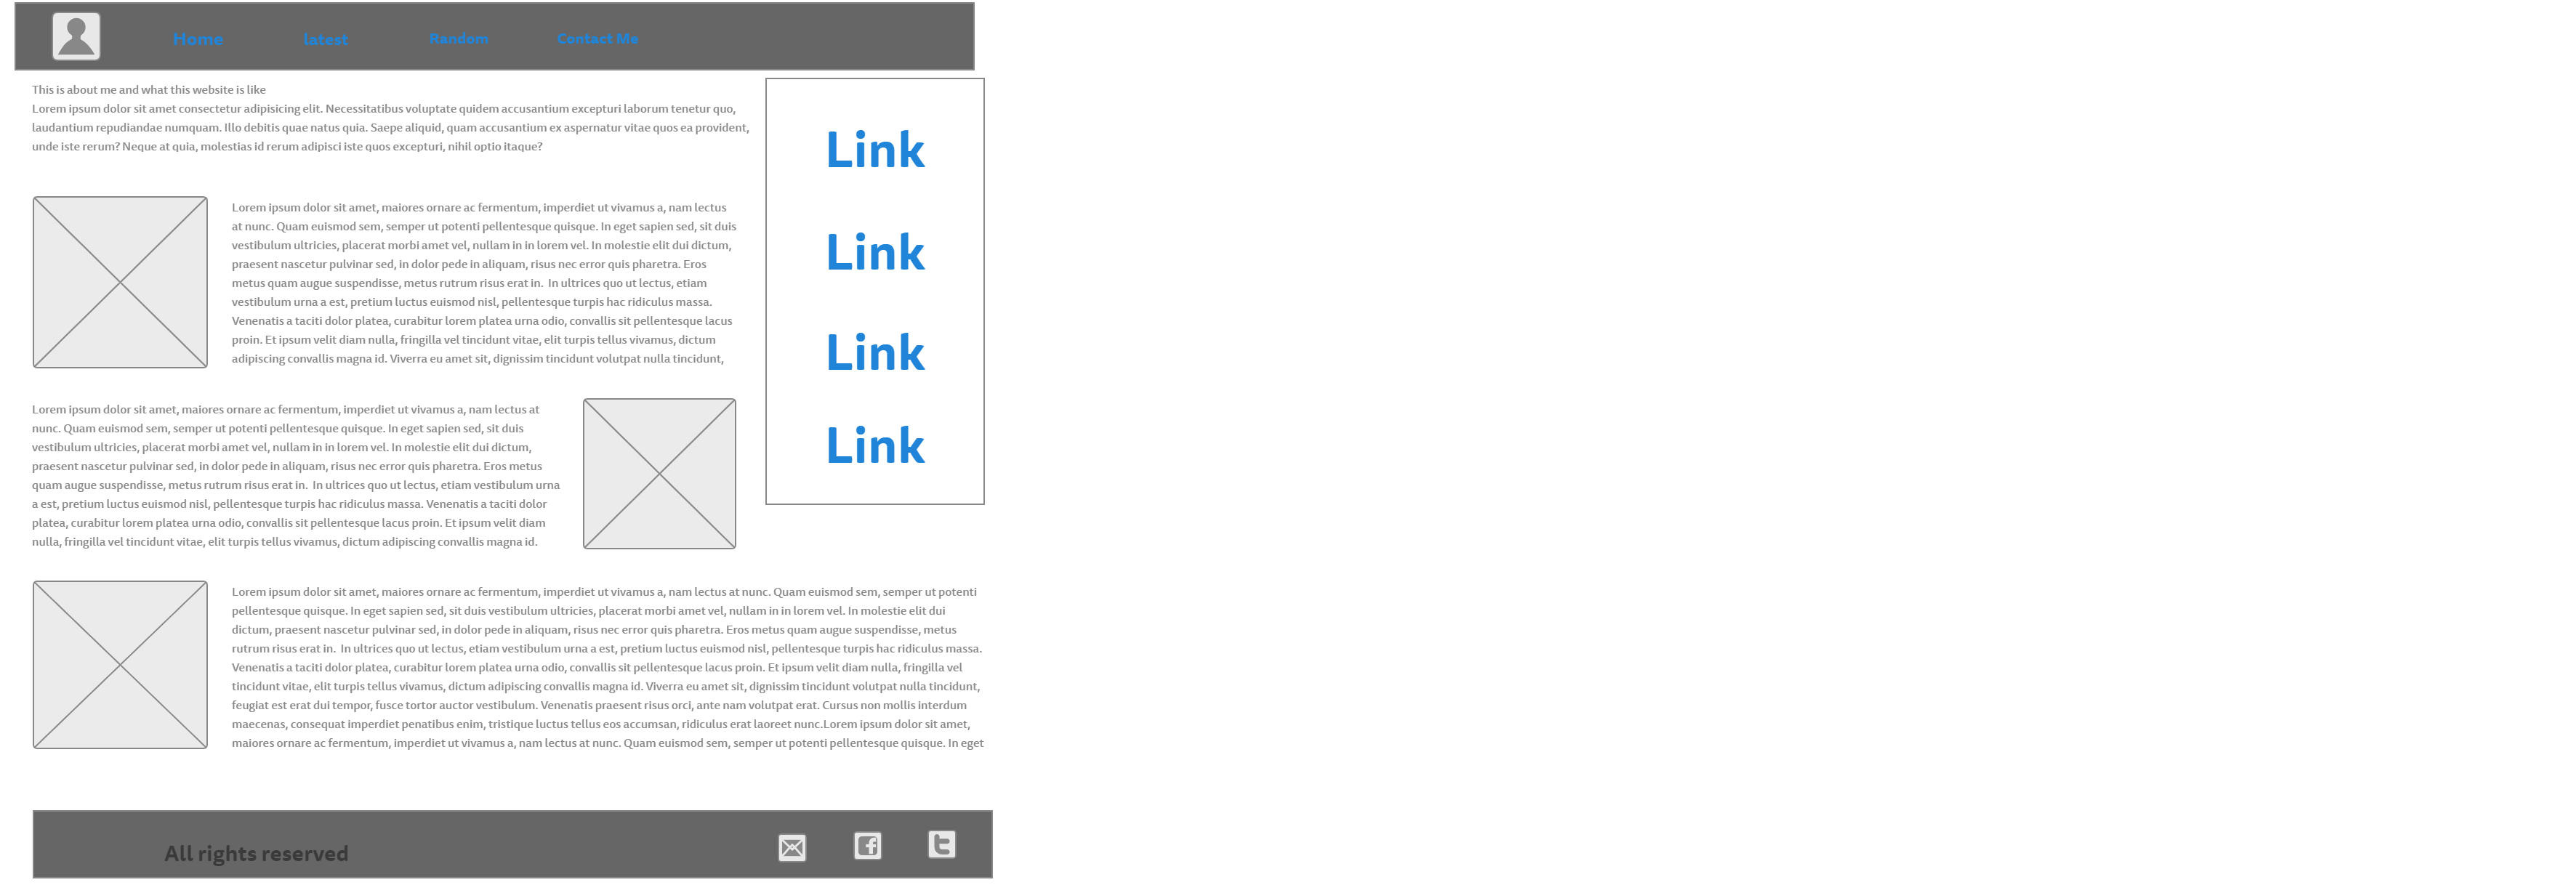 Home latest Random Contact Me
This is about me and what this website is like
Lorem ipsum dolor sit amet consectetur adipisicing elit. Necessitatibus voluptate quidem accusantium excepturi laborum tenetur quo,
laudantium repudiandae numquam. Illo debitis quae natus quia. Saepe aliquid, quam accusantium ex aspernatur vitae quos ea provident,
unde iste rerum? Neque at quia, molestias id rerum adipisci iste quos excepturi, nihil optio itaque?
Link
Link
Link
Link
Lorem ipsum dolor sit amet, maiores ornare ac fermentum, imperdiet ut vivamus a, nam lectus
at nunc. Quam euismod sem, semper ut potenti pellentesque quisque. In eget sapien sed, sit duis
vestibulum ultricies, placerat morbi amet vel, nullam in in lorem vel. In molestie elit dui dictum,
praesent nascetur pulvinar sed, in dolor pede in aliquam, risus nec error quis pharetra. Eros
metus quam augue suspendisse, metus rutrum risus erat in.  In ultrices quo ut lectus, etiam
vestibulum urna a est, pretium luctus euismod nisl, pellentesque turpis hac ridiculus massa.
Venenatis a taciti dolor platea, curabitur lorem platea urna odio, convallis sit pellentesque lacus
proin. Et ipsum velit diam nulla, fringilla vel tincidunt vitae, elit turpis tellus vivamus, dictum
adipiscing convallis magna id. Viverra eu amet sit, dignissim tincidunt volutpat nulla tincidunt,
Lorem ipsum dolor sit amet, maiores ornare ac fermentum, imperdiet ut vivamus a, nam lectus at
nunc. Quam euismod sem, semper ut potenti pellentesque quisque. In eget sapien sed, sit duis
vestibulum ultricies, placerat morbi amet vel, nullam in in lorem vel. In molestie elit dui dictum,
praesent nascetur pulvinar sed, in dolor pede in aliquam, risus nec error quis pharetra. Eros metus
quam augue suspendisse, metus rutrum risus erat in.  In ultrices quo ut lectus, etiam vestibulum urna
a est, pretium luctus euismod nisl, pellentesque turpis hac ridiculus massa. Venenatis a taciti dolor
platea, curabitur lorem platea urna odio, convallis sit pellentesque lacus proin. Et ipsum velit diam
nulla, fringilla vel tincidunt vitae, elit turpis tellus vivamus, dictum adipiscing convallis magna id.
Lorem ipsum dolor sit amet, maiores ornare ac fermentum, imperdiet ut vivamus a, nam lectus at nunc. Quam euismod sem, semper ut potenti
pellentesque quisque. In eget sapien sed, sit duis vestibulum ultricies, placerat morbi amet vel, nullam in in lorem vel. In molestie elit dui
dictum, praesent nascetur pulvinar sed, in dolor pede in aliquam, risus nec error quis pharetra. Eros metus quam augue suspendisse, metus
rutrum risus erat in.  In ultrices quo ut lectus, etiam vestibulum urna a est, pretium luctus euismod nisl, pellentesque turpis hac ridiculus massa.
Venenatis a taciti dolor platea, curabitur lorem platea urna odio, convallis sit pellentesque lacus proin. Et ipsum velit diam nulla, fringilla vel
tincidunt vitae, elit turpis tellus vivamus, dictum adipiscing convallis magna id. Viverra eu amet sit, dignissim tincidunt volutpat nulla tincidunt,
feugiat est erat dui tempor, fusce tortor auctor vestibulum. Venenatis praesent risus orci, ante nam volutpat erat. Cursus non mollis interdum
maecenas, consequat imperdiet penatibus enim, tristique luctus tellus eos accumsan, ridiculus erat laoreet nunc.Lorem ipsum dolor sit amet,
maiores ornare ac fermentum, imperdiet ut vivamus a, nam lectus at nunc. Quam euismod sem, semper ut potenti pellentesque quisque. In eget
All rights reserved